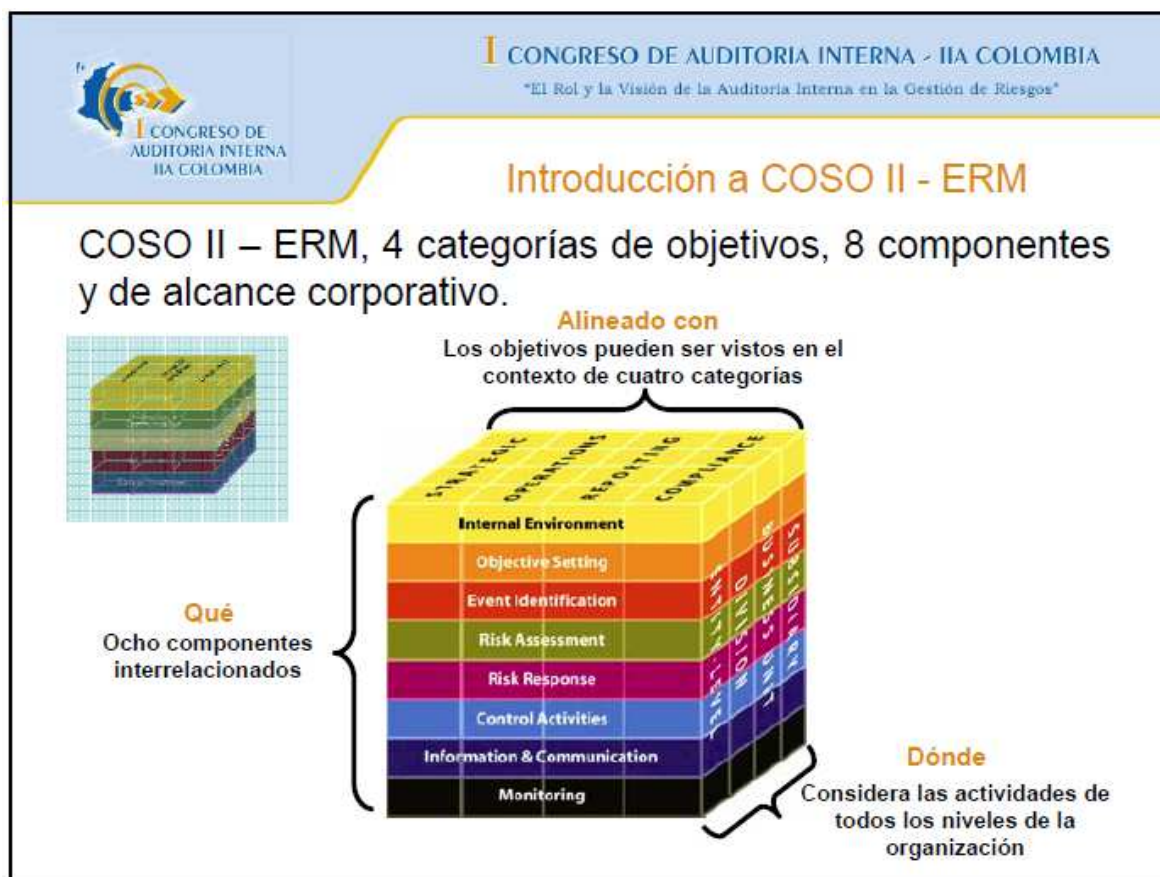 I CONGRESO DE AUDITORIA INTERNA - IIA COLOMBIA
"El Rol y la Visión de la Auditoria Interna en la Gestión de Riesgos"
I CONGRESO DE
AUDITORIA INTERNA
IIA COLOMBIA
Introducción a COSO II - ERM
COSO II – ERM, 4 categorías de objetivos, 8 componentes
y de alcance corporativo.
Alineado con
Los objetivos pueden ser vistos en el
contexto de cuatro categorías
STRATEGIC
OPERATIONS
REPORTING
COMPLIANCE
Internal Environment
Objective Setting
Event Identification
Risk Assessment
Risk Response
Control Activities
Information & Communication
Monitoring
ENTITY-LEVEL
DIVISION
BUSINESS UNIT
SUBSIDIARY
Qué
Ocho componentes
interrelacionados
Dónde
Considera las actividades de
todos los niveles de la
organización